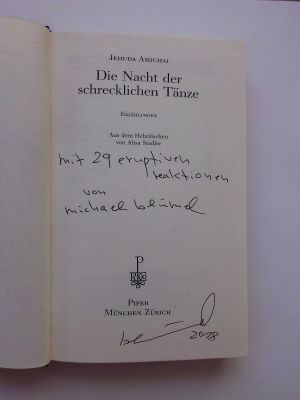 JEHUDA AMICHAI
Die Nacht der
schrecklichen Tänze
ERZÄHLUNGEN
Aus dem Hebräischen
von Alisa Stadler
mit 29 eruptiven
reaktionen
von
michael blümel
P
PIPER
MÜNCHEN ZÜRICH
2018